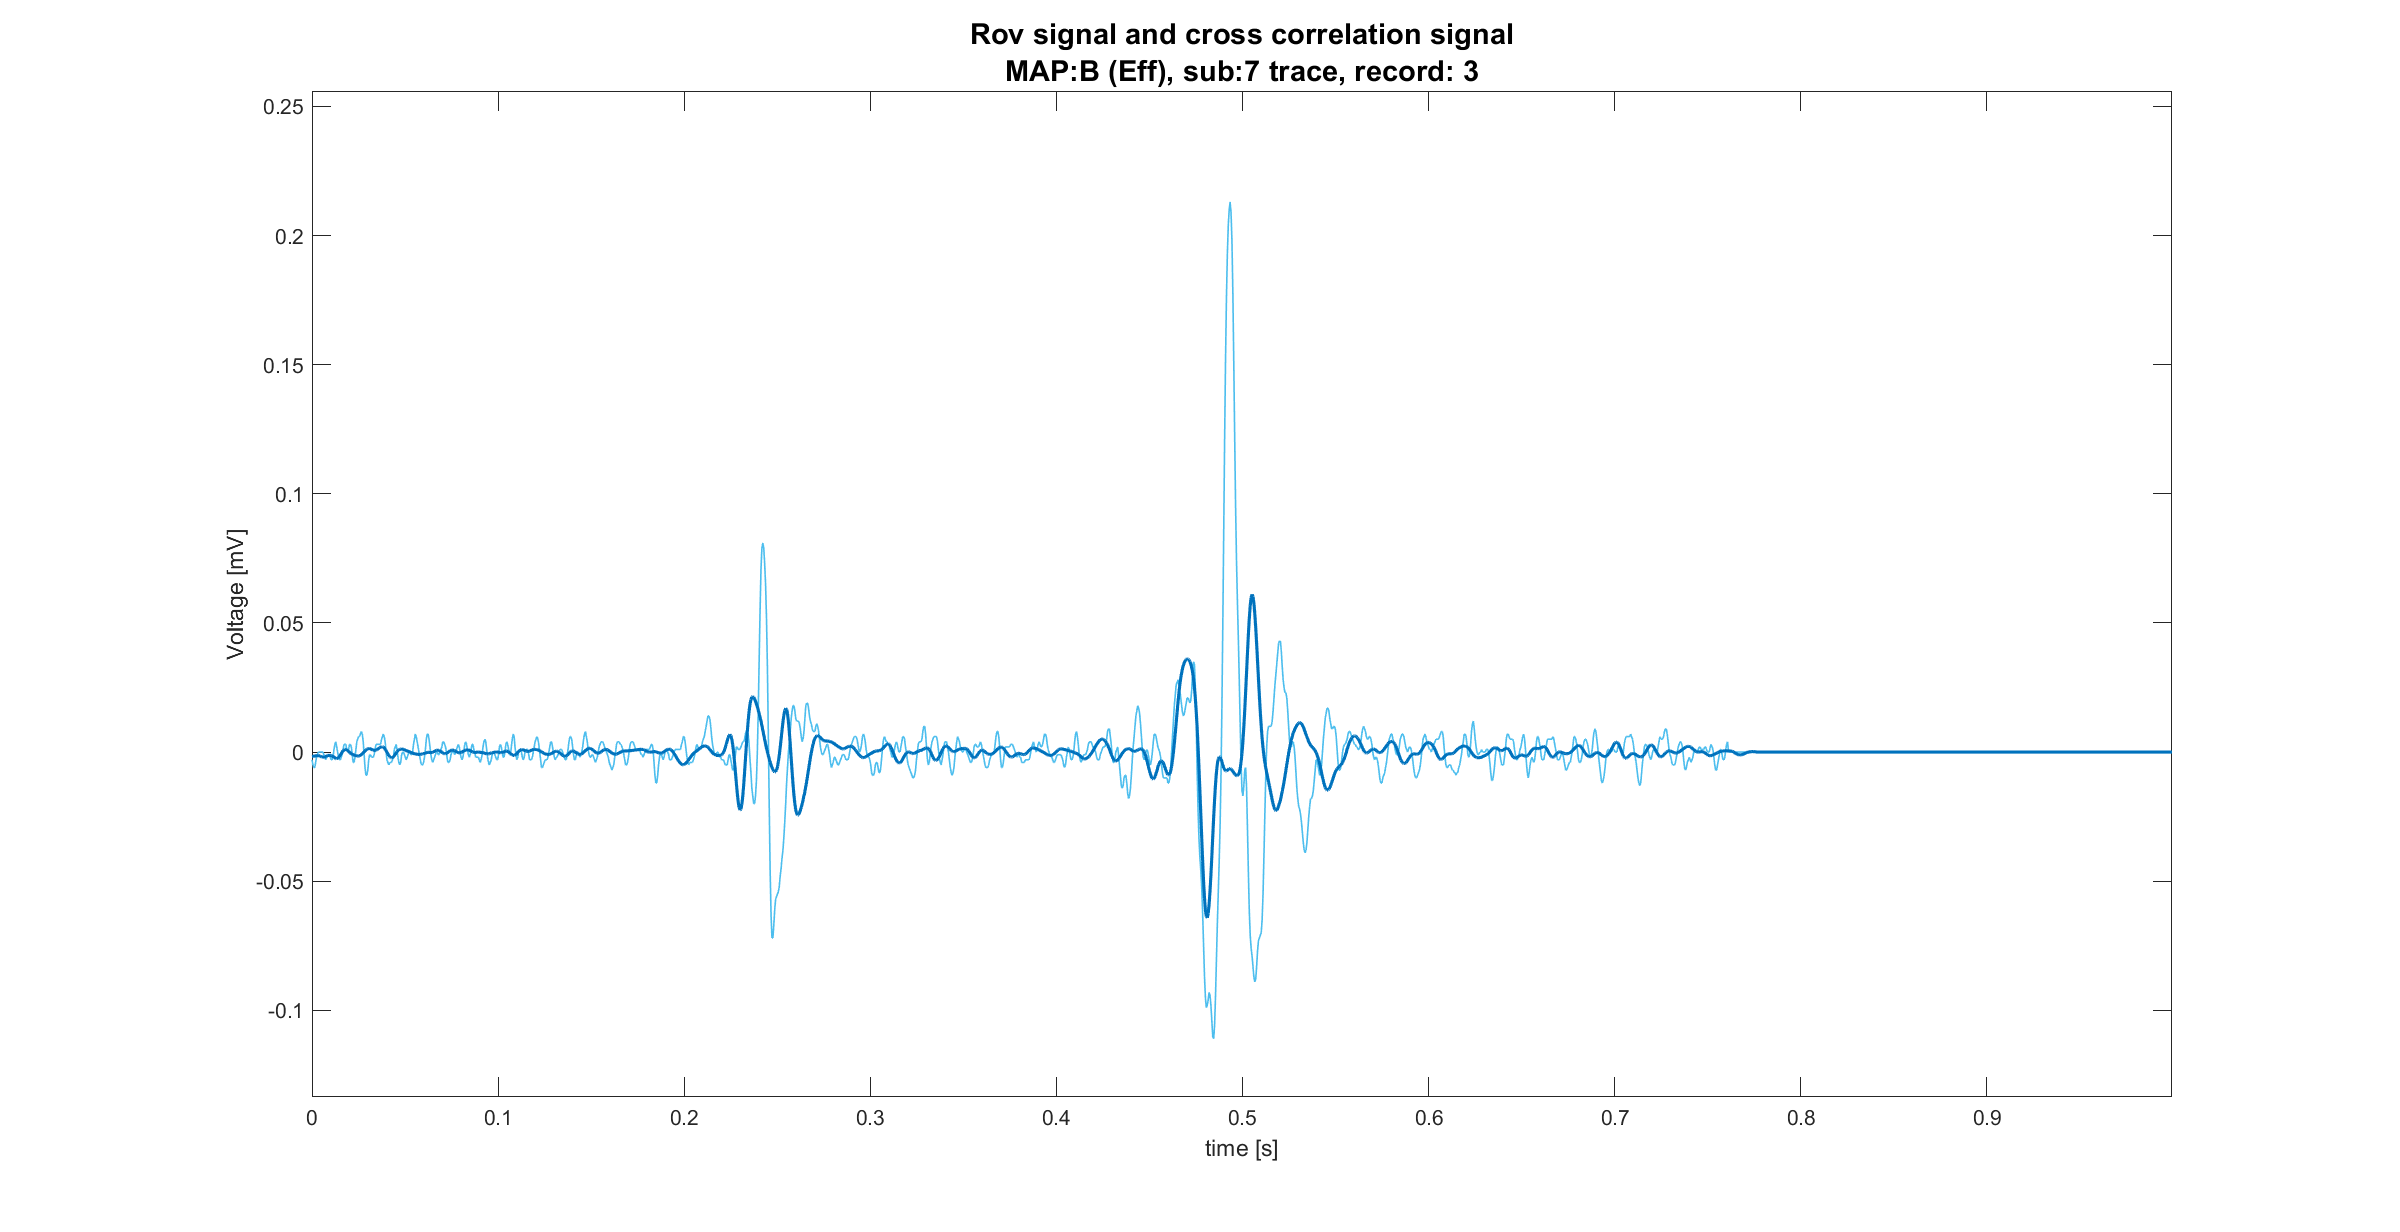 Rov signal and cross correlation signal
MAP:B (Eff), sub:7 trace, record: 3
0.25
0.2
0.15
0.1
0.05
0
-0.05
-0.1
Voltage [mV]
0 0.1 0.2 0.3 0.4 0.5 0.6 0.7 0.8 0.9
time [s]